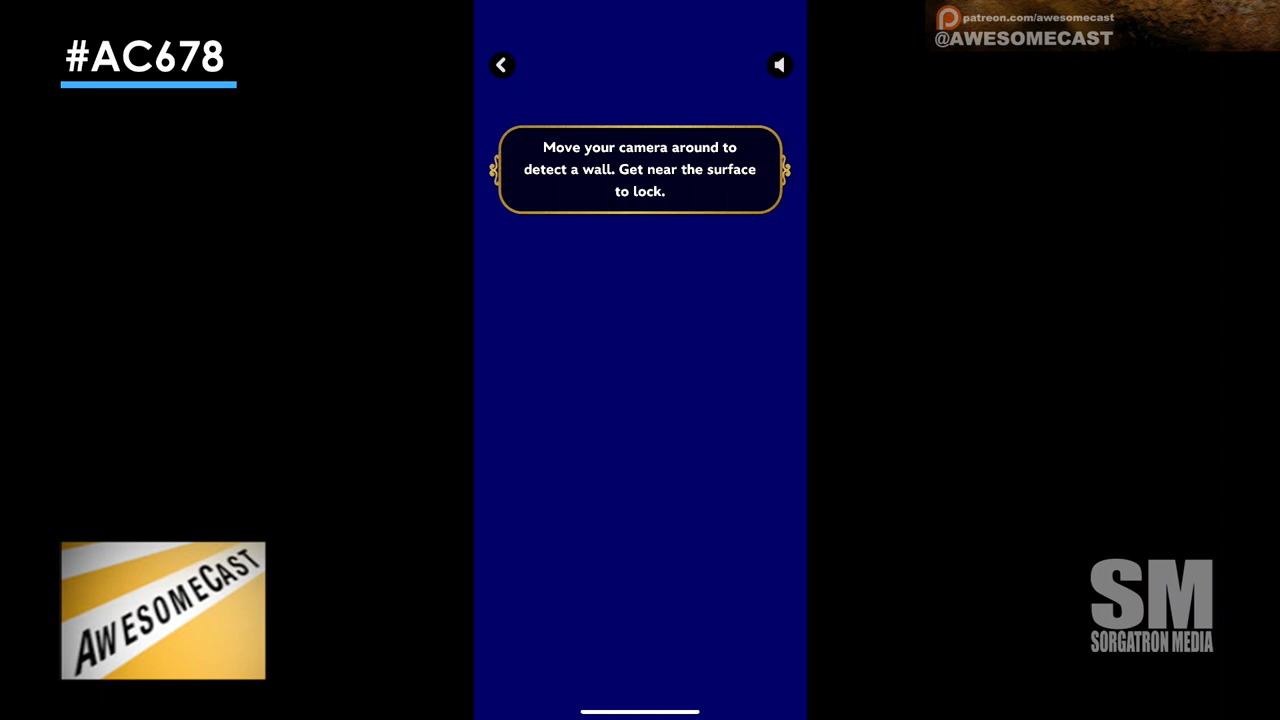 #AC678
patreon.com/awesomecast
@AWESOMECAST
Move your camera around to
detect a wall. Get near the surface
to lock.
AWESOMECAST
SM
SORGATRON MEDIA